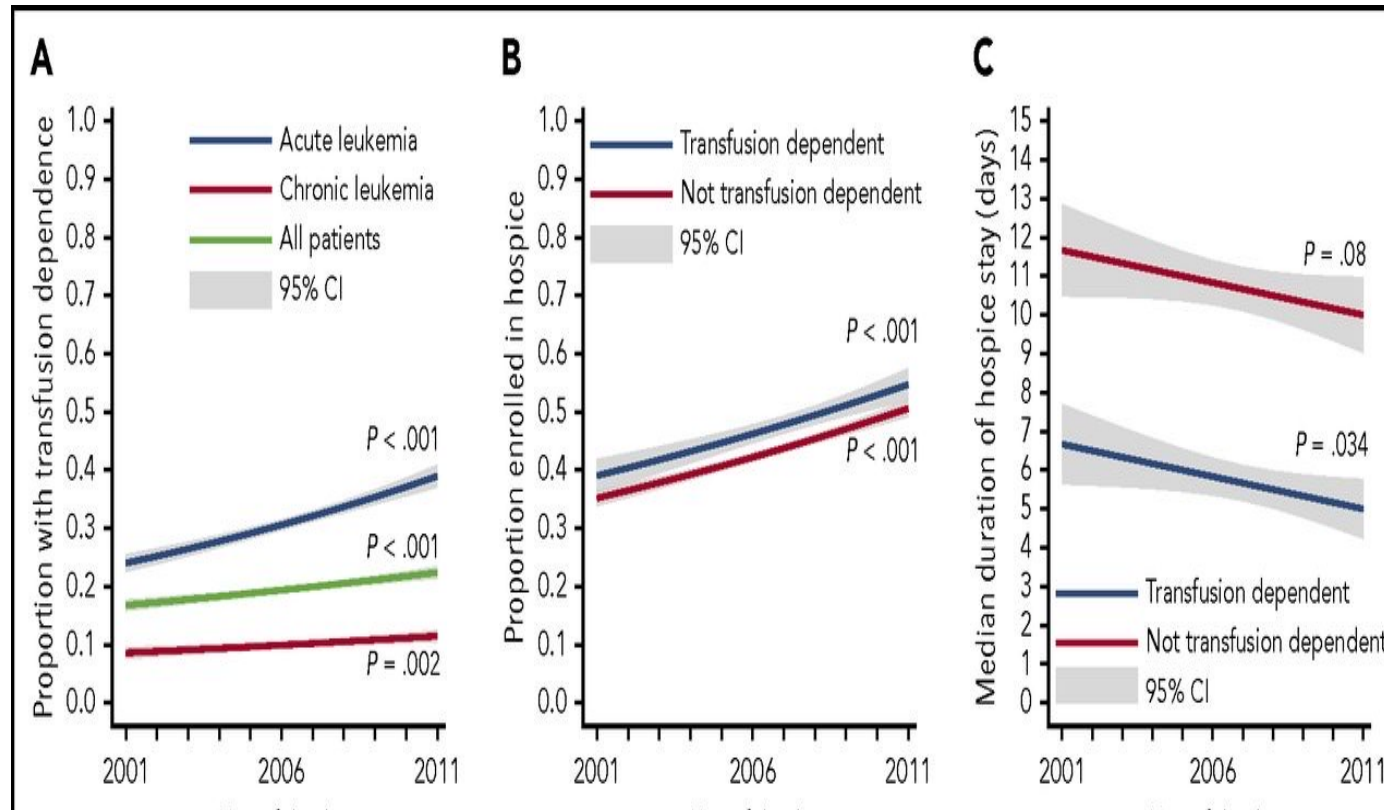 A
Proportion with transfusion dependence
1.0
0.9
0.8
0.7
0.6
0.5
0.4
0.3
0.2
0.1
0.0
Acute leukemia
Chronic leukemia
All patients
95% CI
P < .001
P < .001
P = .002
2001
2006
2011
B
Proportion enrolled in hospice
1.0
0.9
0.8
0.7
0.6
0.5
0.4
0.3
0.2
0.1
0.0
Transfusion dependent
Not transfusion dependent
95% CI
P < .001
P < .001
2001
2006
2011
C
Median duration of hospice stay (days)
15
14
13
12
11
10
9
8
7
6
5
4
3
2
1
0
P = .08
P = .034
Transfusion dependent
Not transfusion dependent
95% CI
2001
2006
2011